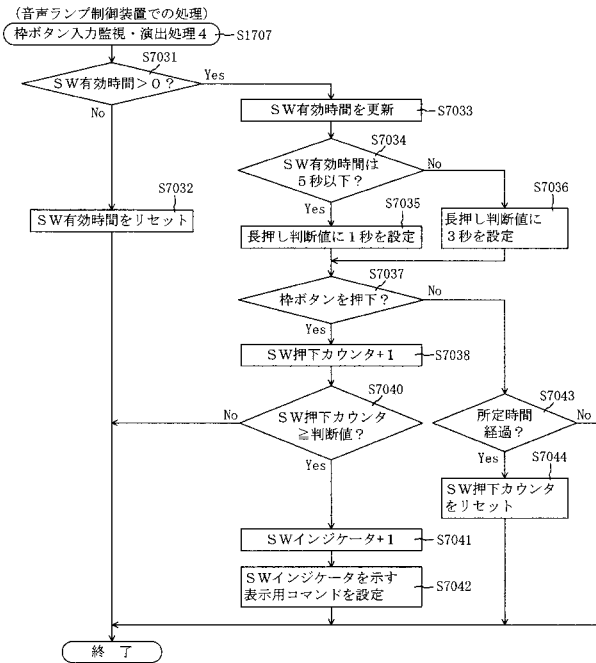 （音声ランプ制御装置での処理）
枠ボタン入力監視・演出処理４
S1707
S7031
ＳＷ有効時間＞０？
Yes
No
ＳＷ有効時間を更新
S7033
S7034
ＳＷ有効時間は
５秒以下？
No
Yes
S7032
ＳＷ有効時間をリセット
S7035
長押し判断値に１秒を設定
S7036
長押し判断値に
３秒を設定
S7037
枠ボタンを押下？
No
Yes
ＳＷ押下カウンタ+１
S7038
S7040
ＳＷ押下カウンタ
≧判断値？
No
Yes
S7043
所定時間
経過？
No
Yes
S7044
ＳＷ押下カウンタ
をリセット
ＳＷインジケータ+１
S7041
ＳＷインジケータを示す
表示用コマンドを設定
S7042
終 了